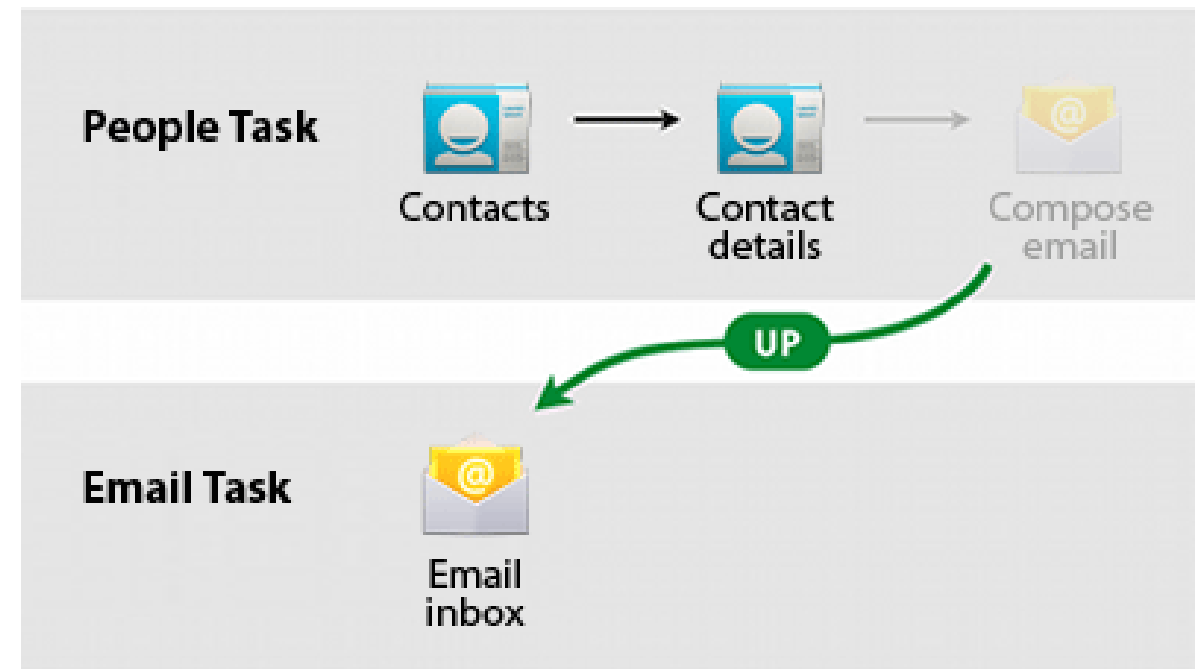 People Task
Contacts
Contact
details
Compose
email
UP
Email Task
Email
inbox